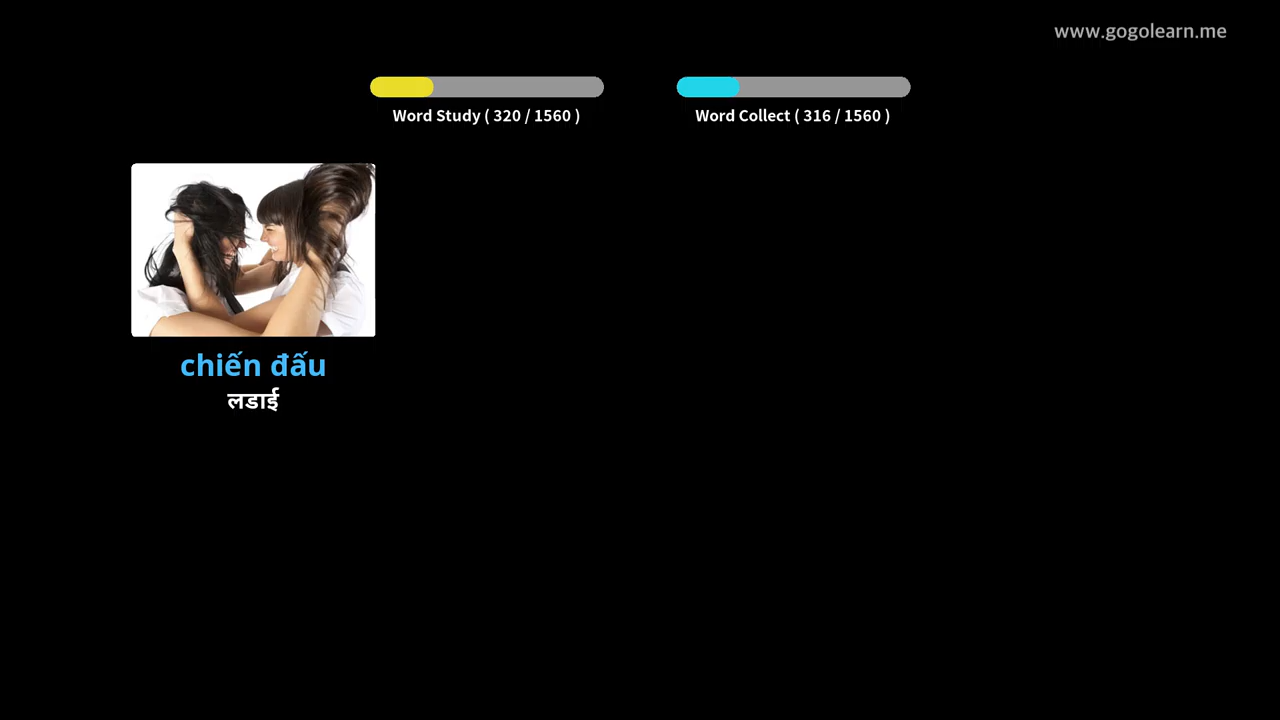 www.gogolearn.me
Word Study ( 320 / 1560 )
Word Collect ( 316 / 1560 )
chiến đấu
लडाई